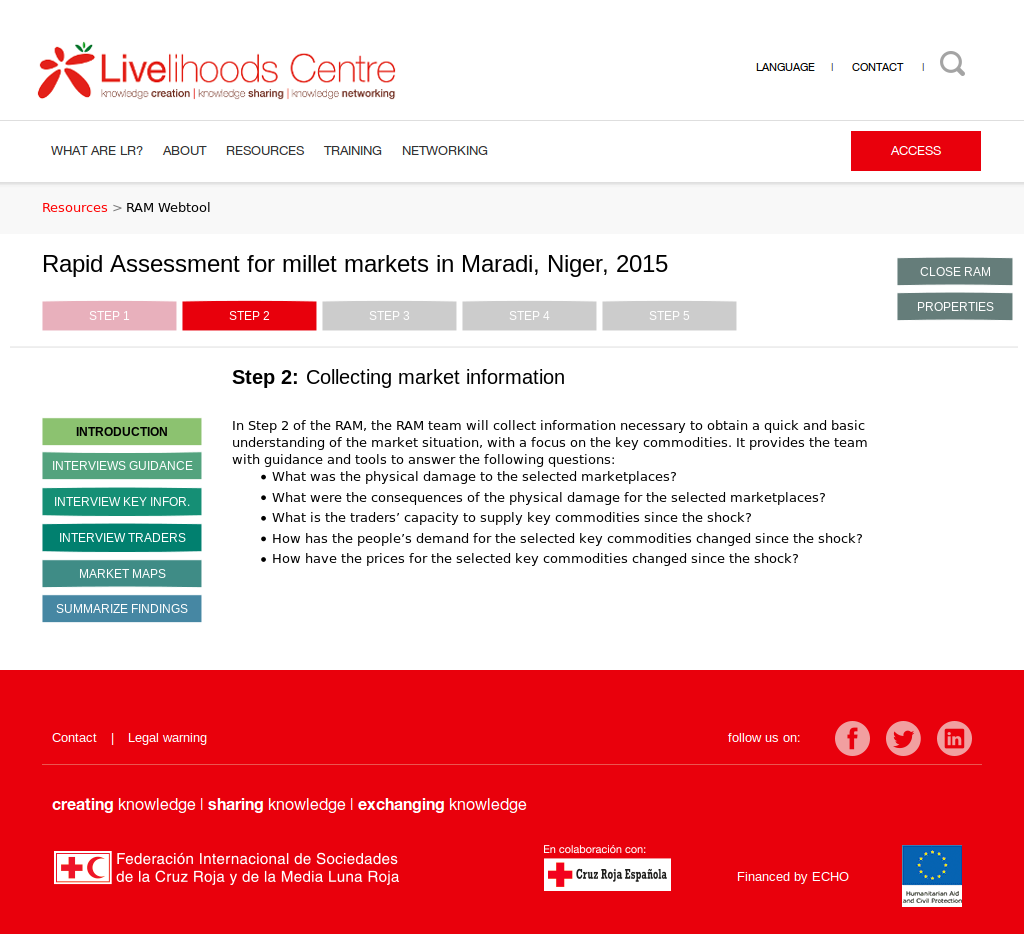 Livelihoods Centre
knowledge creation | knowledge sharing | knowledge networking
LANGUAGE | CONTACT |
WHAT ARE LR? ABOUT RESOURCES TRAINING NETWORKING ACCESS
Resources > RAM Webtool
Rapid Assessment for millet markets in Maradi, Niger, 2015
CLOSE RAM
PROPERTIES
STEP 1 STEP 2 STEP 3 STEP 4 STEP 5
Step 2: Collecting market information
INTRODUCTION
INTERVIEWS GUIDANCE
INTERVIEW KEY INFOR.
INTERVIEW TRADERS
MARKET MAPS
SUMMARIZE FINDINGS
In Step 2 of the RAM, the RAM team will collect information necessary to obtain a quick and basic
understanding of the market situation, with a focus on the key commodities. It provides the team
with guidance and tools to answer the following questions:
• What was the physical damage to the selected marketplaces?
• What were the consequences of the physical damage for the selected marketplaces?
• What is the traders’ capacity to supply key commodities since the shock?
• How has the people’s demand for the selected key commodities changed since the shock?
• How have the prices for the selected key commodities changed since the shock?
Contact | Legal warning
follow us on:
creating knowledge | sharing knowledge | exchanging knowledge
Federación Internacional de Sociedades
de la Cruz Roja y de la Media Luna Roja
En colaboración con:
Cruz Roja Española
Financed by ECHO
Humanitarian Aid
and Civil Protection